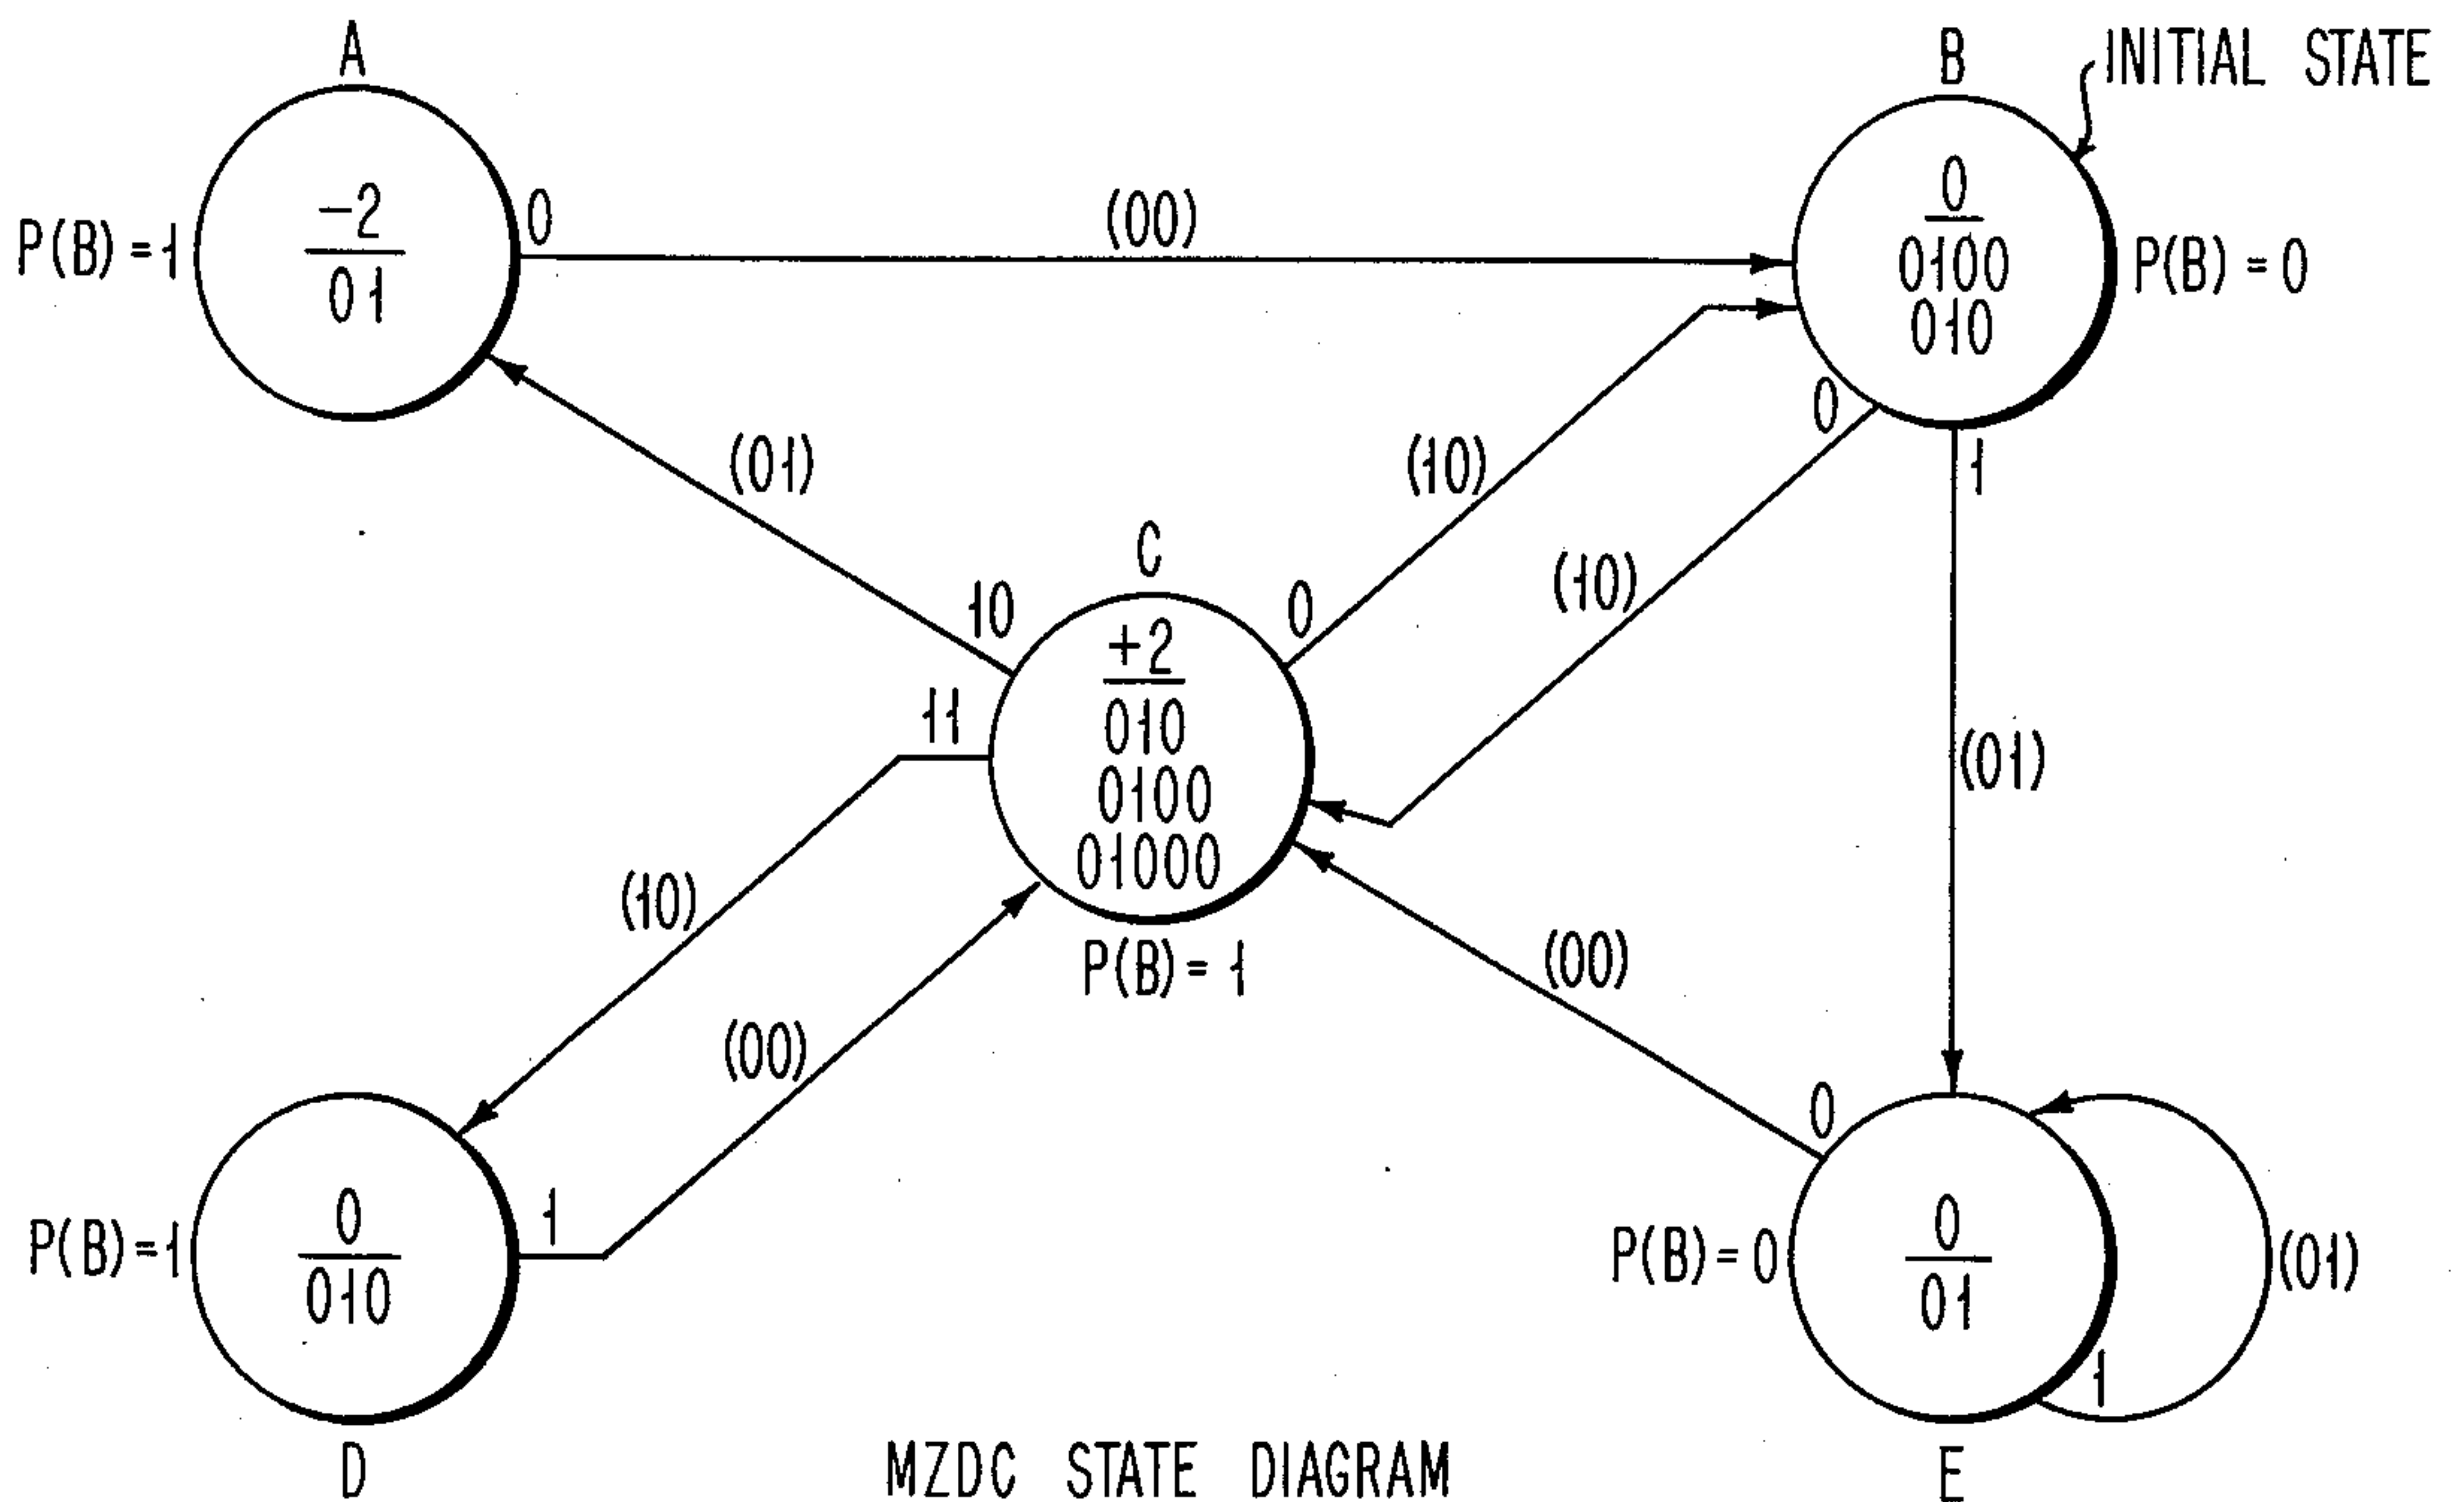 A
B
INITIAL STATE
P(B) = 1
-2
01
0
(00)
0
0100
010
P(B) = 0
0
1
(01)
(10)
(10)
(01)
C
10
0
11
+2
010
0100
01000
P(B) = 1
(10)
(00)
(00)
0
P(B) = 1
0
010
1
P(B) = 0
0
01
(01)
1
D
MZDC STATE DIAGRAM
E